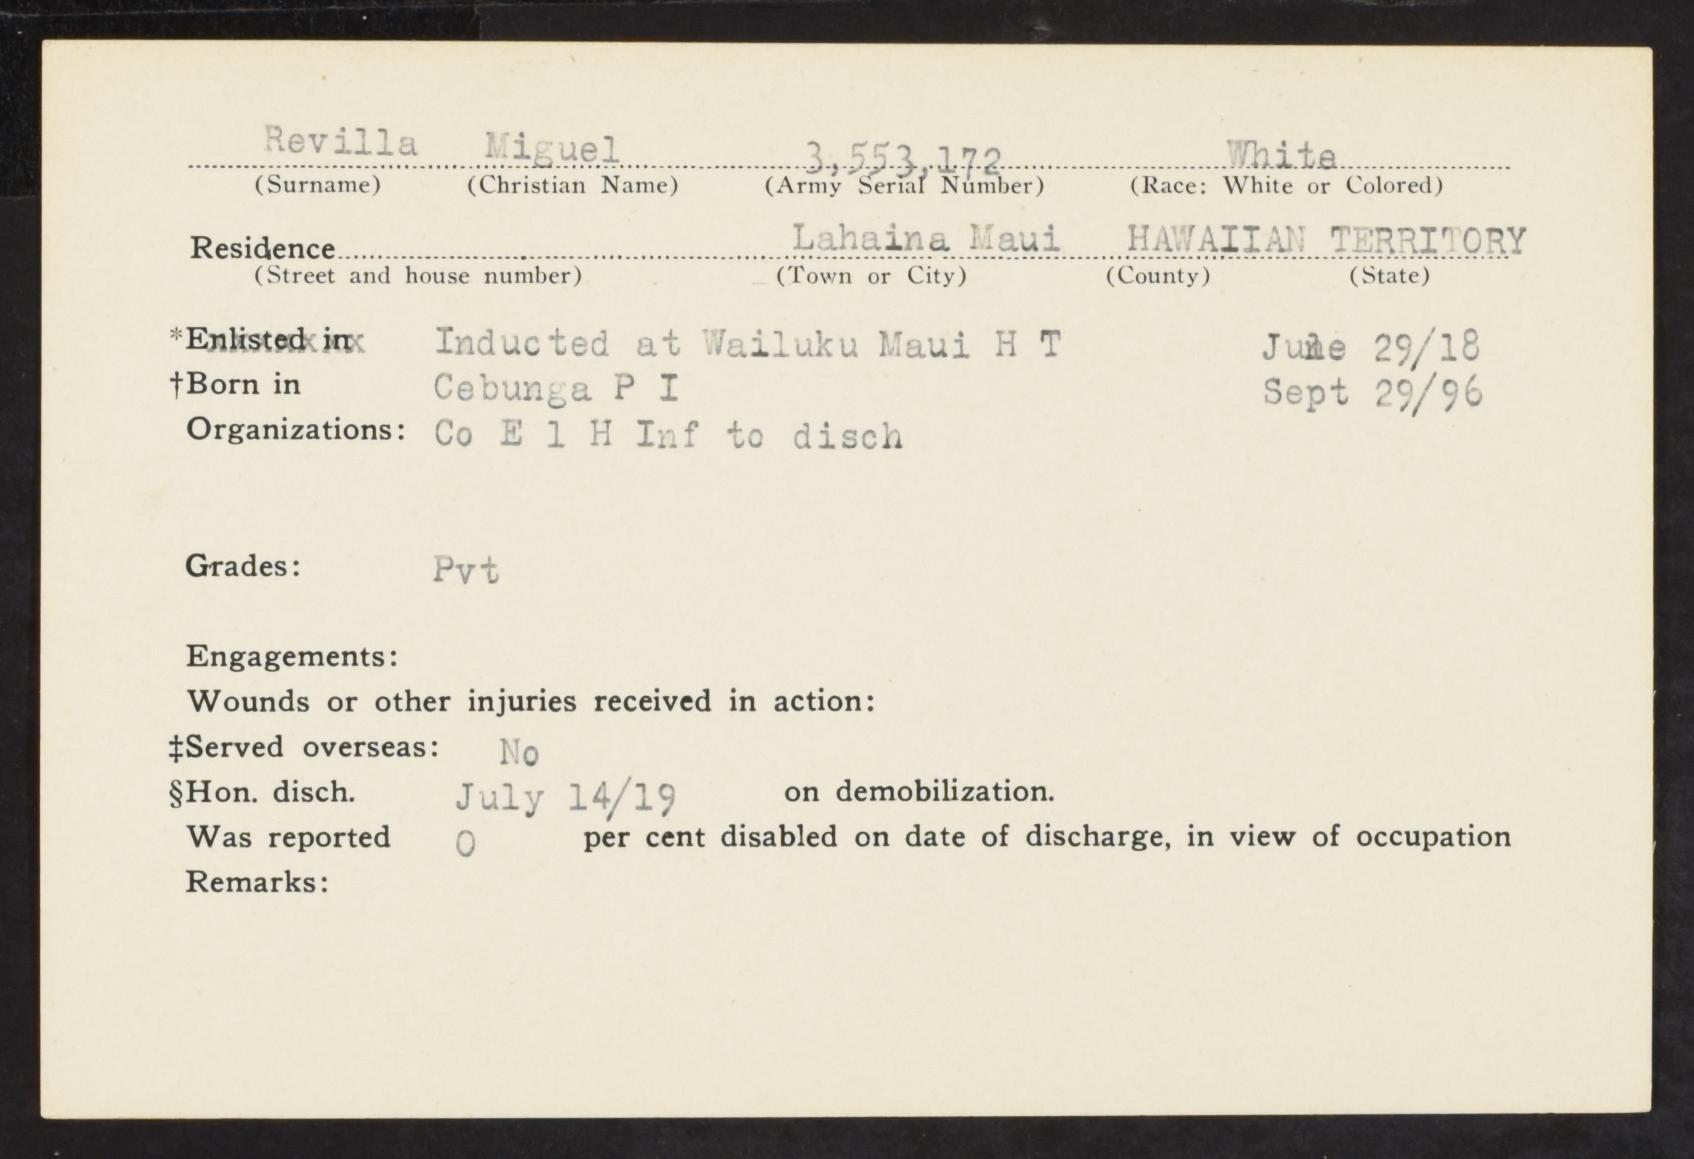 Revilla Miguel 3,553,172 White
(Surname) (Christian Name) (Army Serial Number) (Race: White or Colored)
Residence Lahaina Maui HAWAIIAN TERRITORY
(Street and house number) (Town or City) (County) (State)
*Enlisted in Inducted at Wailuku Maui H T June 29/18
†Born in Cebunga P I Sept 29/96
Organizations: Co E 1 H Inf to disch
Grades: Pvt
Engagements:
Wounds or other injuries received in action:
‡Served overseas: No
§Hon. disch. July 14/19 on demobilization.
Was reported 0 per cent disabled on date of discharge, in view of occupation
Remarks: